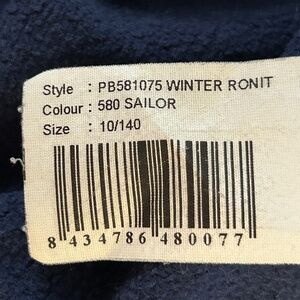 Style : PB581075 WINTER RONIT
Colour : 580 SAILOR
Size : 10/140
8 434786 480077